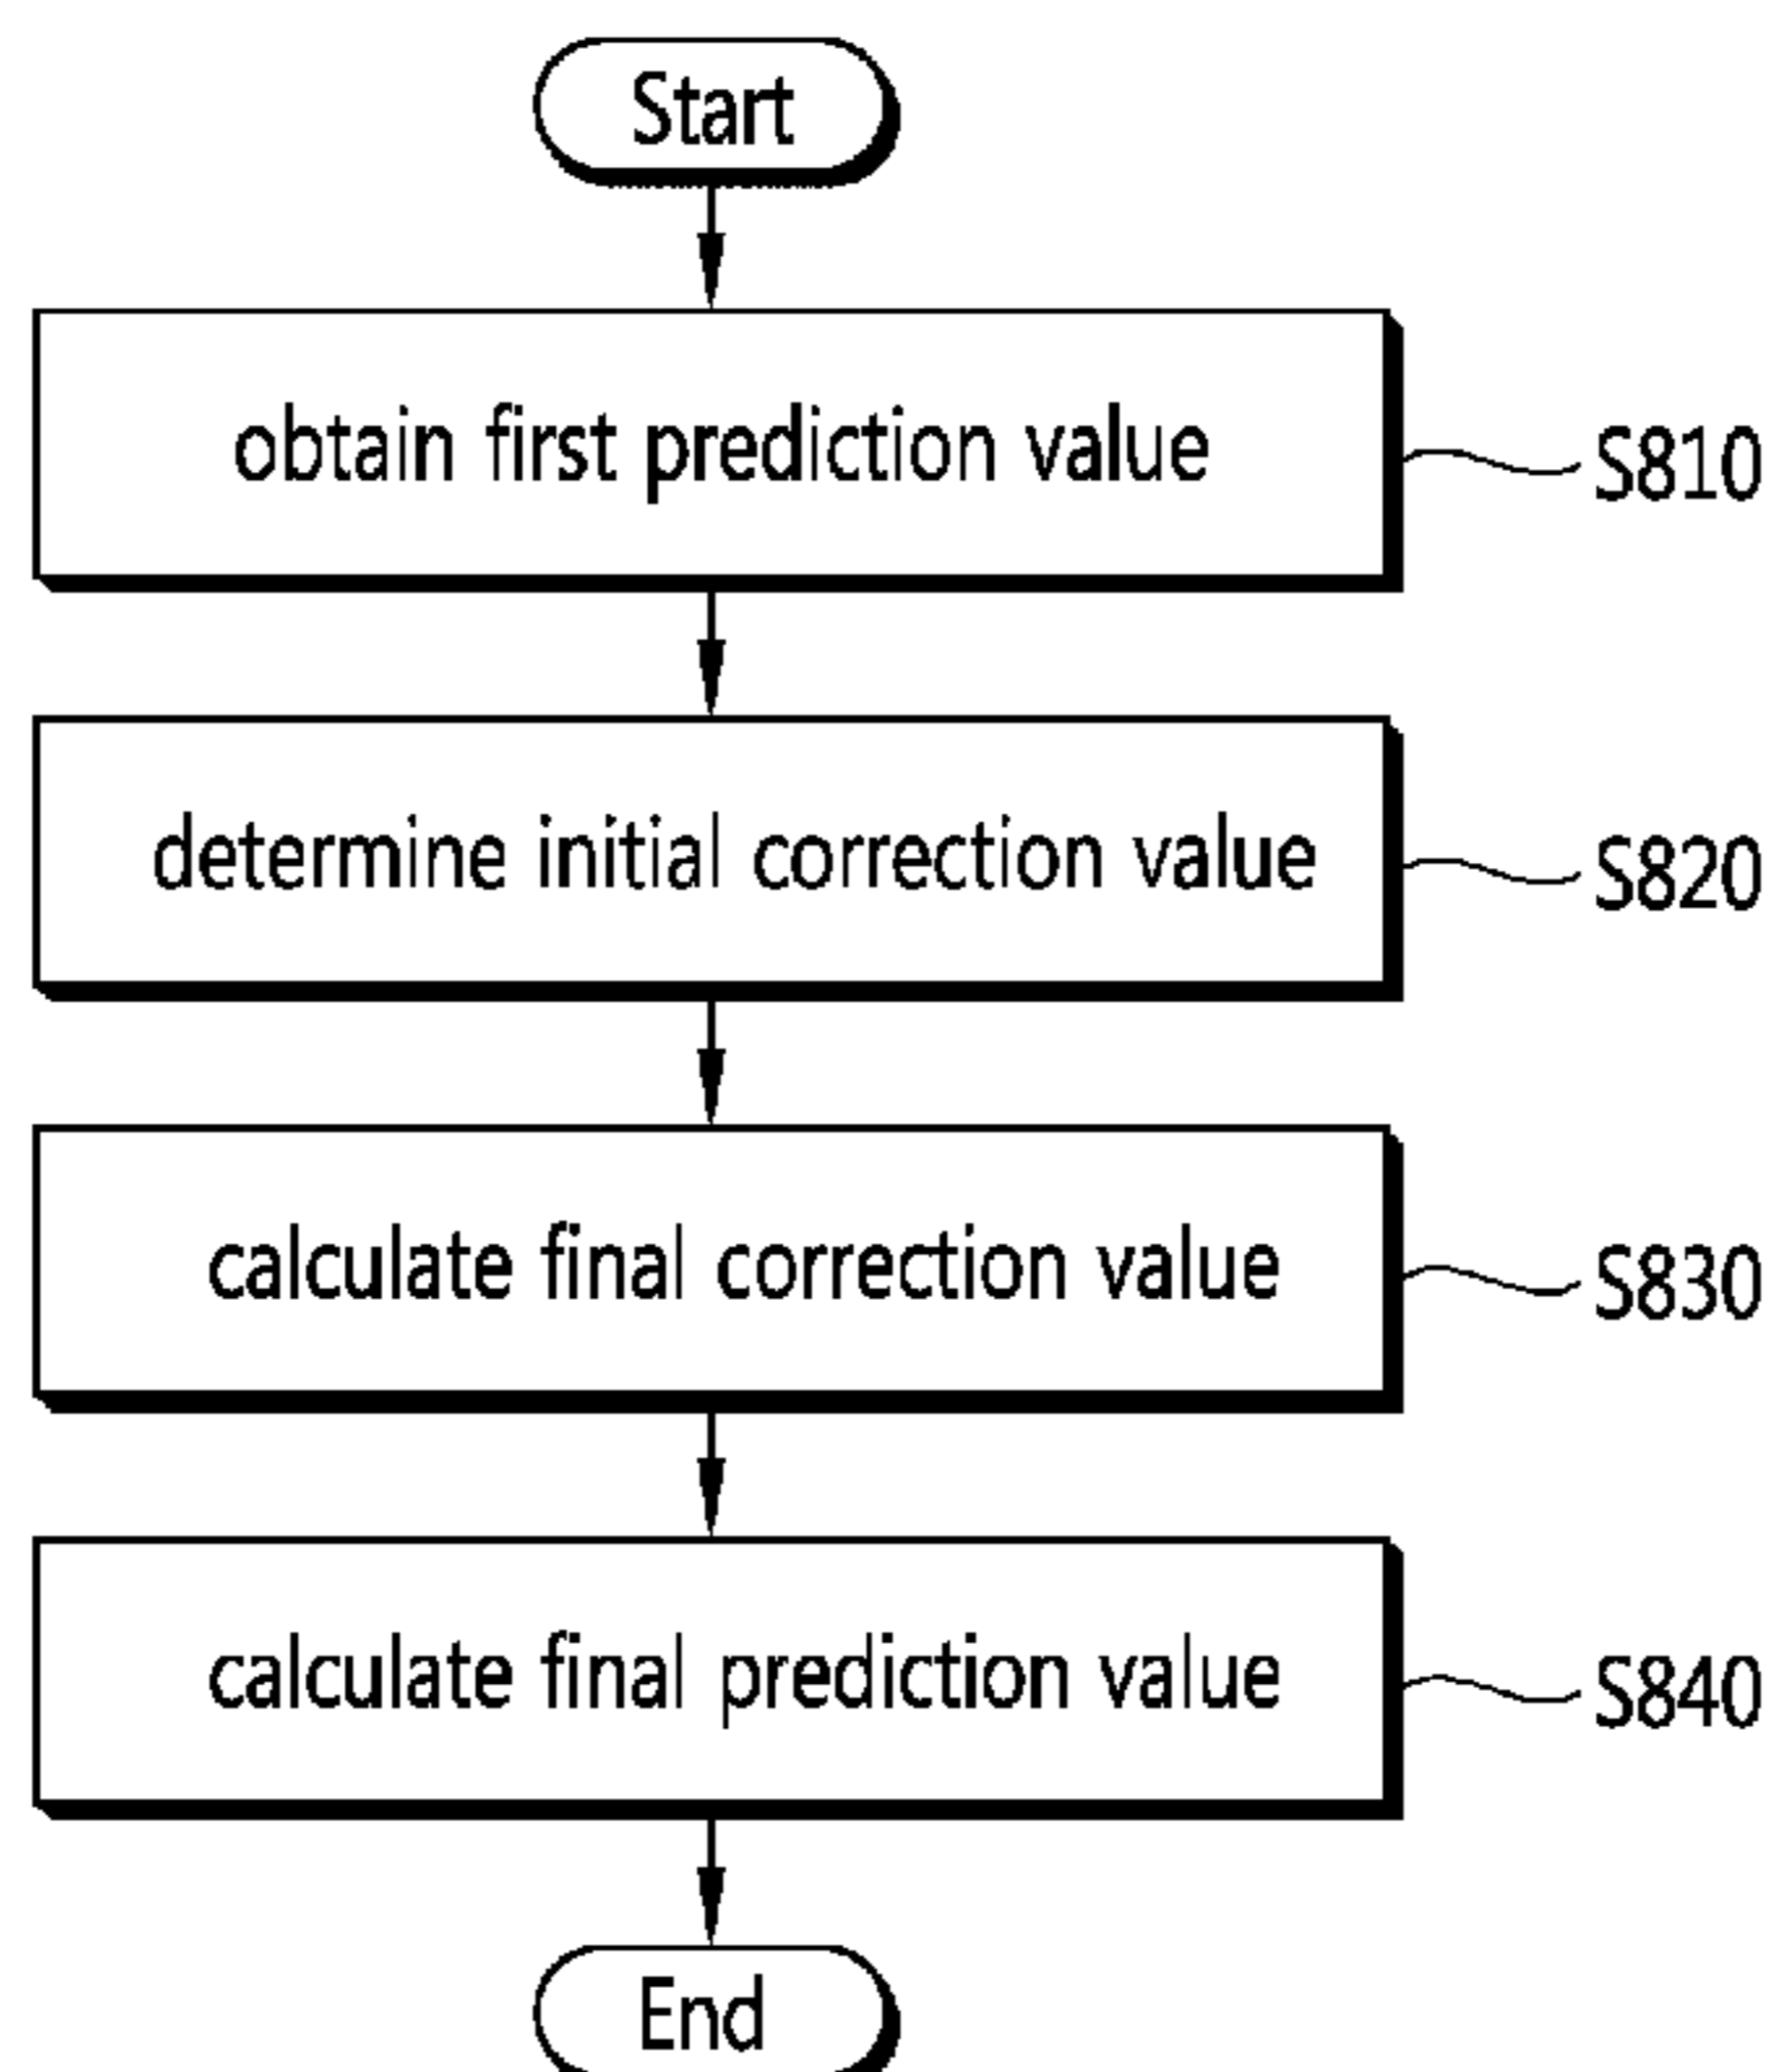 Start
obtain first prediction value
S810
determine initial correction value
S820
calculate final correction value
S830
calculate final prediction value
S840
End